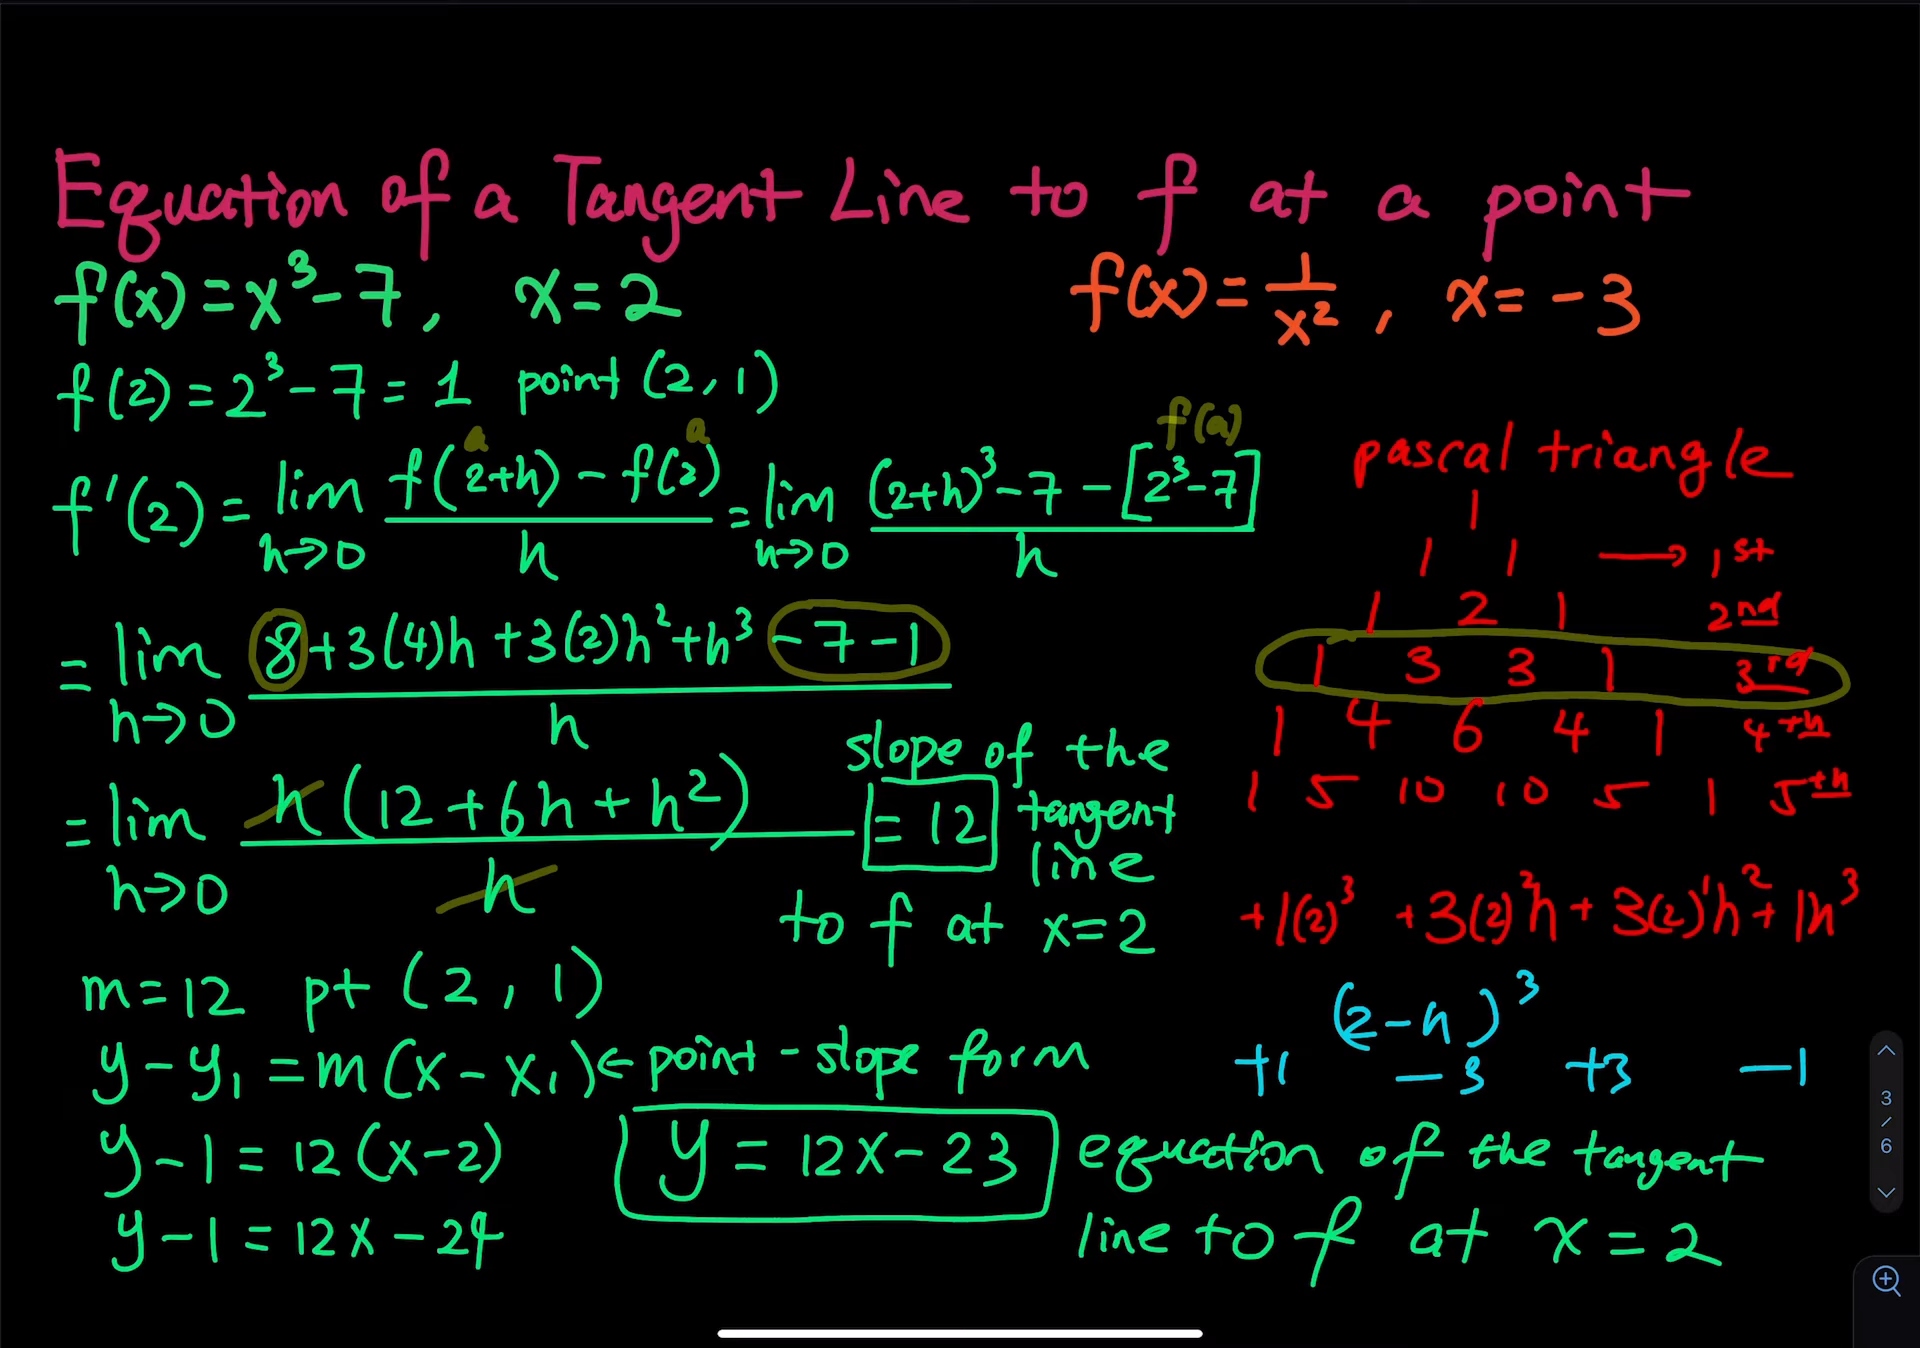 Equation of a Tangent Line to f at a point
f(x) = x³ - 7, x = 2
f(x) = 1/x², x = -3
f(2) = 2³ - 7 = 1 point (2, 1)
a a f(a)
f'(2) = lim h→0 (f(2+h) - f(2))/h = lim h→0 ((2+h)³ - 7 - [2³-7])/h
= lim h→0 (8 + 3(4)h + 3(2)h² + h³ - 7 - 1)/h
= lim h→0 h(12 + 6h + h²)/h = 12
slope of the
tangent
line
to f at x = 2
m = 12 pt (2, 1)
y - y₁ = m(x - x₁) ← point-slope form
y - 1 = 12(x-2)
y - 1 = 12x - 24
y = 12x - 23
equation of the tangent
line to f at x = 2
pascal triangle
1
1 1 → 1st
1 2 1 2nd
1 3 3 1 3rd
1 4 6 4 1 4th
1 5 10 10 5 1 5th
+1(2)³ +3(2)²h + 3(2)¹h² + 1h³
(2-h)³
+1 -3 +3 -1
3
/
6